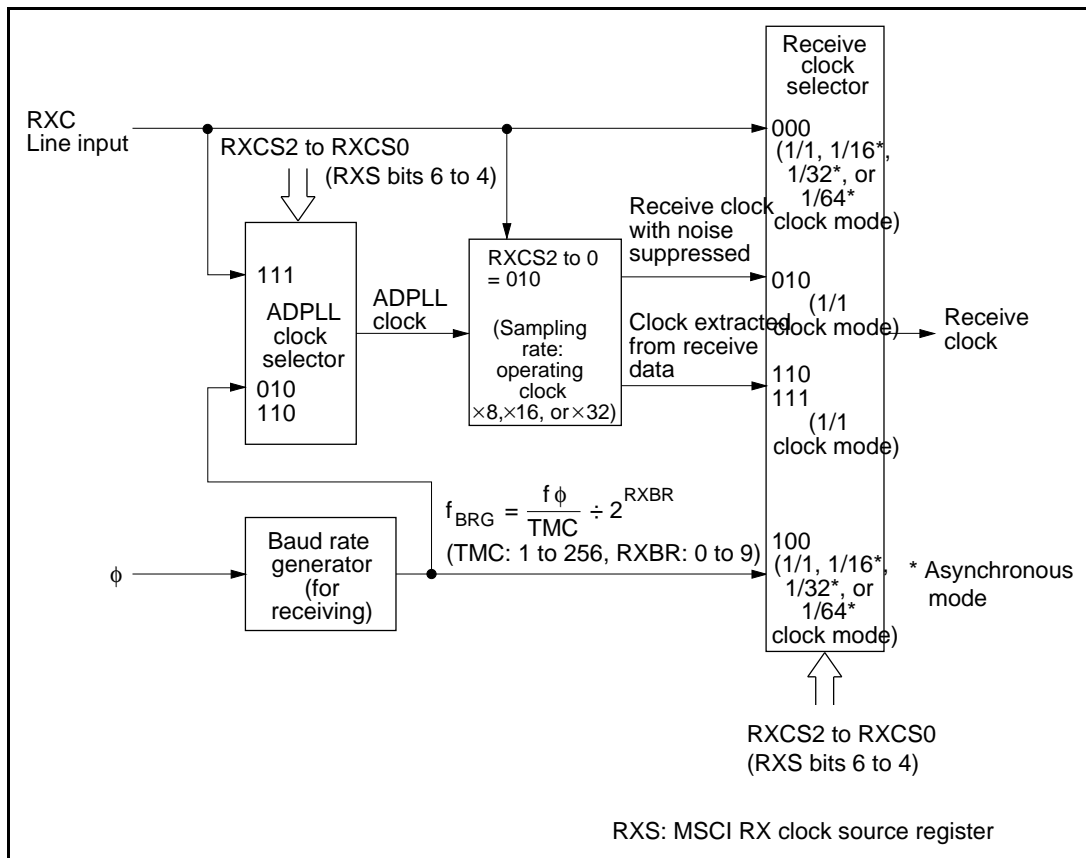 Receive
clock
selector
RXC
Line input
RXCS2 to RXCS0
(RXS bits 6 to 4)
000
(1/1, 1/16*,
1/32*, or
1/64*
clock mode)
Receive clock
with noise
suppressed
RXCS2 to 0
= 010
(Sampling
rate:
operating
clock
×8,×16, or×32)
111
ADPLL
clock
selector
010
110
ADPLL
clock
Clock extracted
from receive
data
010
(1/1
clock mode)
Receive
clock
110
111
(1/1
clock mode)
f BRG = fφ / TMC ÷ 2^RXBR
(TMC: 1 to 256, RXBR: 0 to 9)
φ
Baud rate
generator
(for
receiving)
100
(1/1, 1/16*,
1/32*, or
1/64*
clock mode)
* Asynchronous
mode
RXCS2 to RXCS0
(RXS bits 6 to 4)
RXS: MSCI RX clock source register